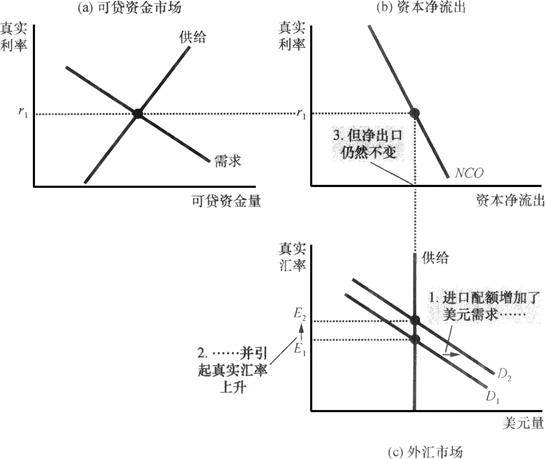 (a) 可贷资金市场
真实
利率
供给
r₁
需求
可贷资金量
(b) 资本净流出
真实
利率
r₁
3. 但净出口
仍然不变
NCO
资本净流出
真实
汇率
供给
1. 进口配额增加了
美元需求……
E₂
E₁
2. ……并引
起真实汇率
上升
D₂
D₁
美元量
(c) 外汇市场